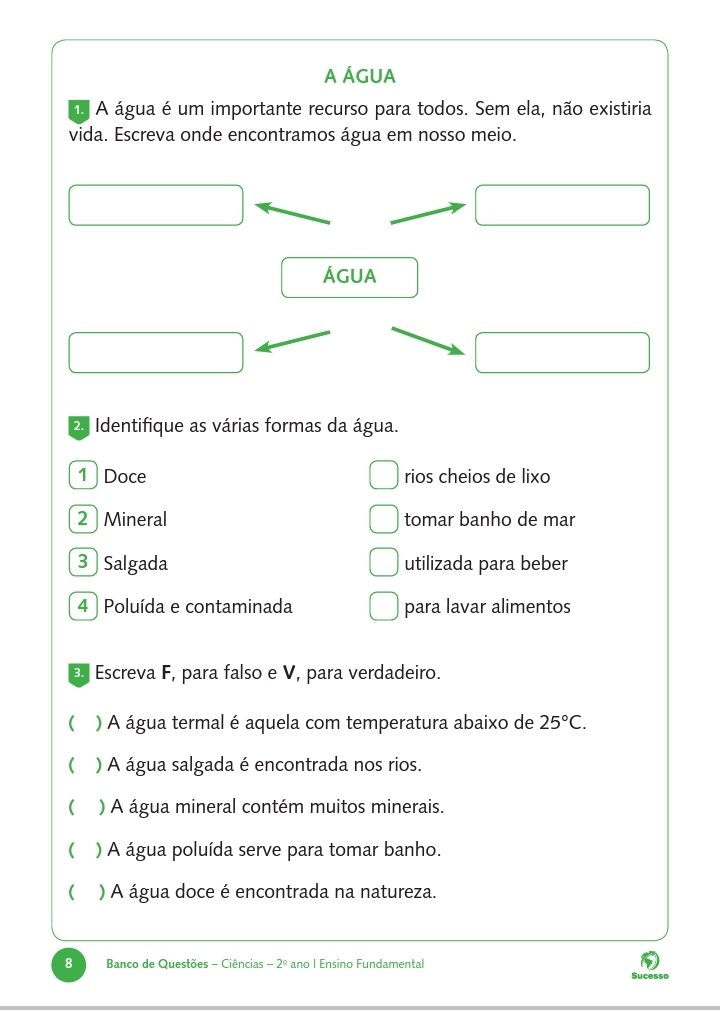 A ÁGUA
1. A água é um importante recurso para todos. Sem ela, não existiria
vida. Escreva onde encontramos água em nosso meio.
ÁGUA
2. Identifique as várias formas da água.
1 Doce
rios cheios de lixo
2 Mineral
tomar banho de mar
3 Salgada
utilizada para beber
4 Poluída e contaminada
para lavar alimentos
3. Escreva F, para falso e V, para verdadeiro.
( ) A água termal é aquela com temperatura abaixo de 25°C.
( ) A água salgada é encontrada nos rios.
( ) A água mineral contém muitos minerais.
( ) A água poluída serve para tomar banho.
( ) A água doce é encontrada na natureza.
8 Banco de Questões – Ciências – 2º ano I Ensino Fundamental
Sucesso